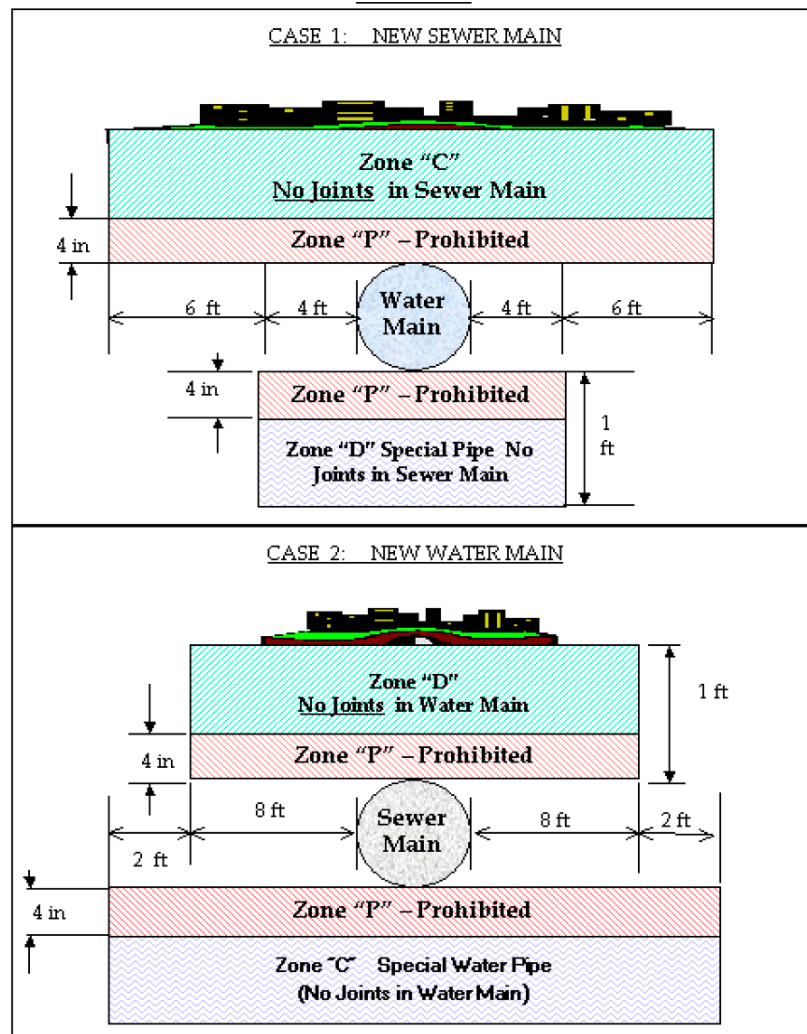 CASE 1: NEW SEWER MAIN
Zone “C”
No Joints in Sewer Main
4 in
Zone “P” – Prohibited
6 ft
4 ft
Water
Main
4 ft
6 ft
4 in
Zone “P” – Prohibited
1
ft
Zone “D” Special Pipe No
Joints in Sewer Main
CASE 2: NEW WATER MAIN
Zone “D”
No Joints in Water Main
1 ft
4 in
Zone “P” – Prohibited
8 ft
Sewer
Main
8 ft
2 ft
2 ft
4 in
Zone “P” – Prohibited
Zone "C" Special Water Pipe
(No Joints in Water Main)